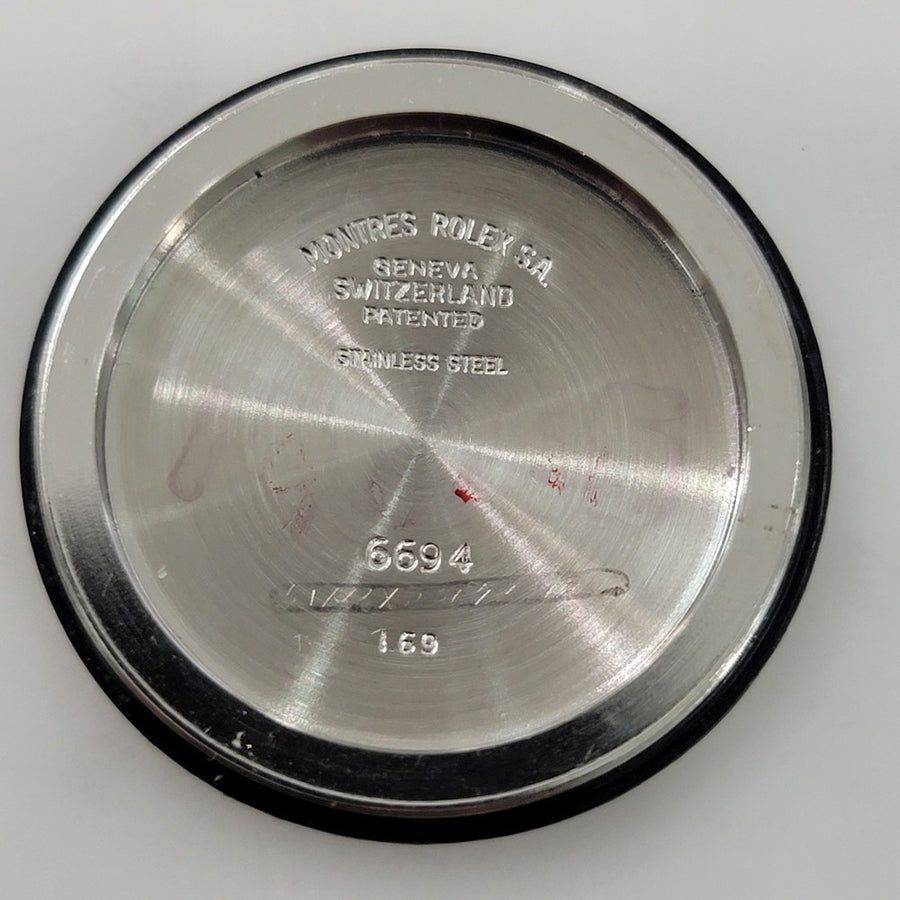 MONTRES ROLEX S.A.
GENEVA
SWITZERLAND
PATENTED
STAINLESS STEEL
6694
1.69